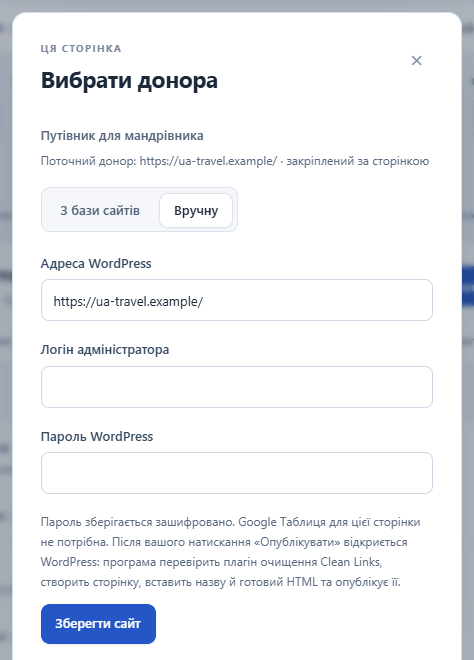 ЦЯ СТОРІНКА
Вибрати донора
Путівник для мандрівника
Поточний донор: https://ua-travel.example/ · закріплений за сторінкою
З бази сайтів
Вручну
Адреса WordPress
https://ua-travel.example/
Логін адміністратора
Пароль WordPress
Пароль зберігається зашифровано. Google Таблиця для цієї сторінки
не потрібна. Після вашого натискання «Опублікувати» відкриється
WordPress: програма перевірить плагін очищення Clean Links,
створить сторінку, вставить назву й готовий HTML та опублікує її.
Зберегти сайт